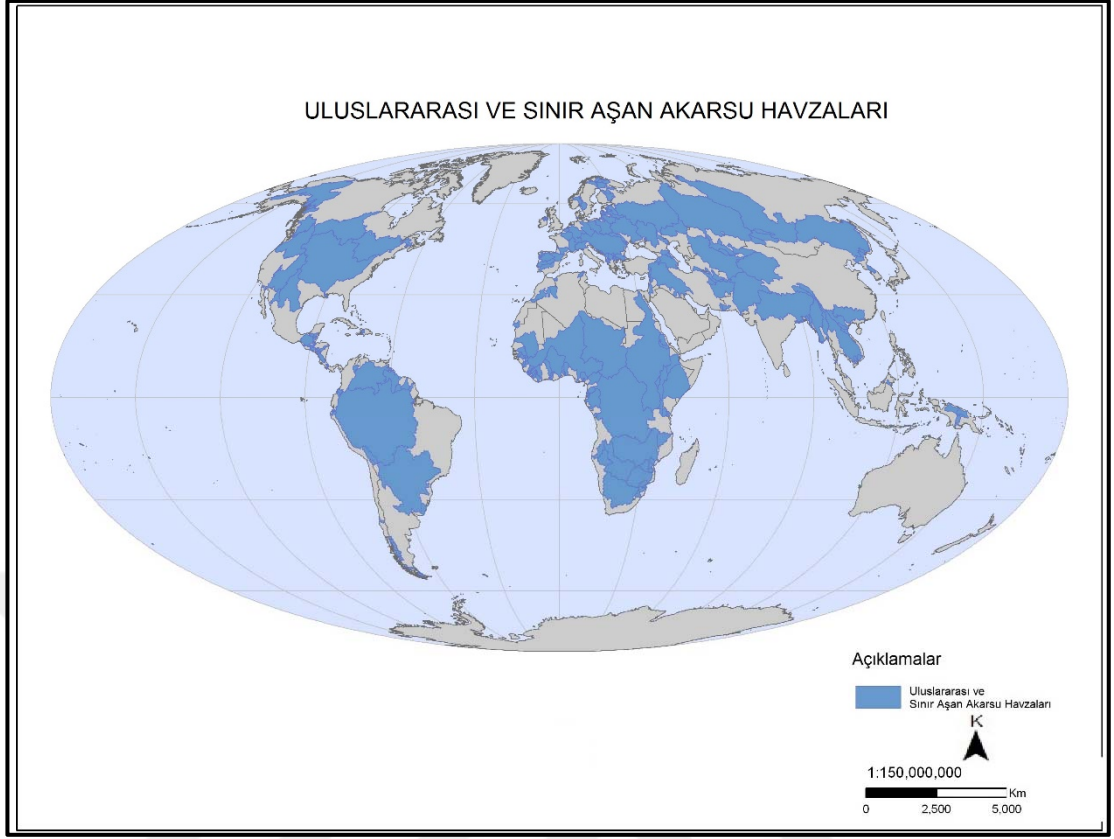 ULUSLARARASI VE SINIR AŞAN AKARSU HAVZALARI
Açıklamalar
Uluslararası ve
Sınır Aşan Akarsu Havzaları
K
1:150,000,000
Km
0 2,500 5,000